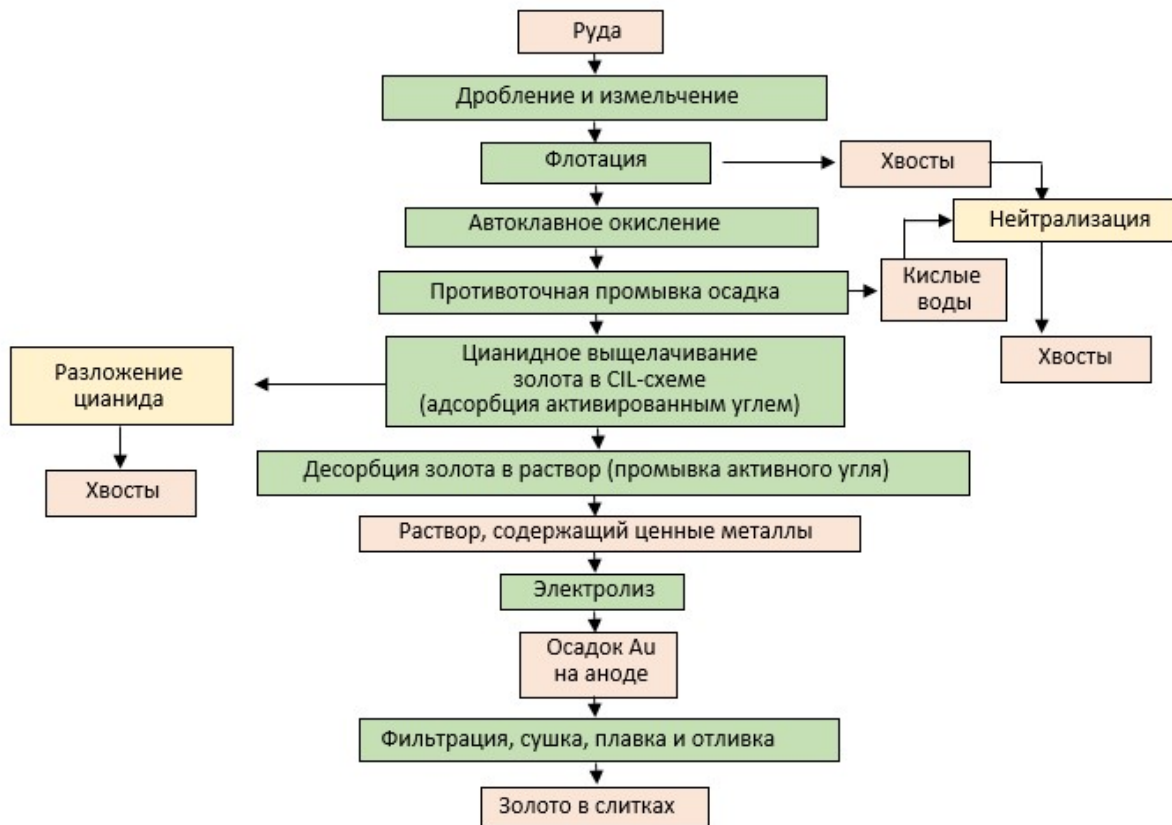 Руда
Дробление и измельчение
Флотация
Хвосты
Автоклавное окисление
Нейтрализация
Противоточная промывка осадка
Кислые
воды
Хвосты
Цианидное выщелачивание
золота в CIL-схеме
(адсорбция активированным углем)
Разложение
цианида
Хвосты
Десорбция золота в раствор (промывка активного угля)
Раствор, содержащий ценные металлы
Электролиз
Осадок Au
на аноде
Фильтрация, сушка, плавка и отливка
Золото в слитках